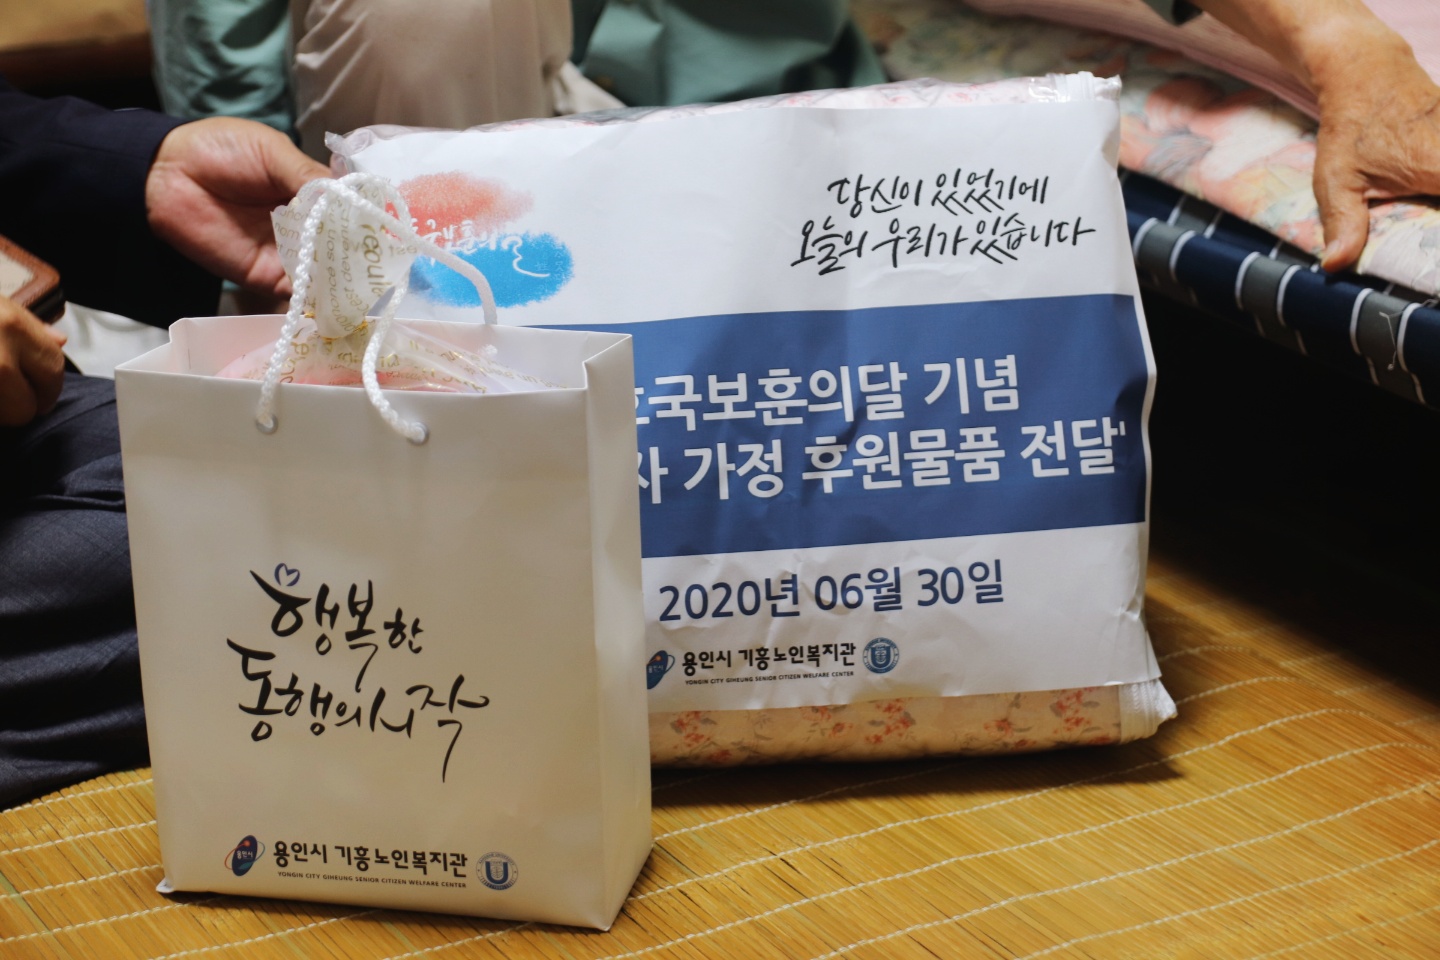 당신이 있었기에
오늘의 우리가 있습니다
호국보훈의달 기념
가정 후원물품 전달'
2020년 06월 30일
용인시 기흥노인복지관
YONGIN CITY GIHEUNG SENIOR CITIZEN WELFARE CENTER
행복한
동행의 시작
용인시 기흥노인복지관
YONGIN CITY GIHEUNG SENIOR CITIZEN WELFARE CENTER